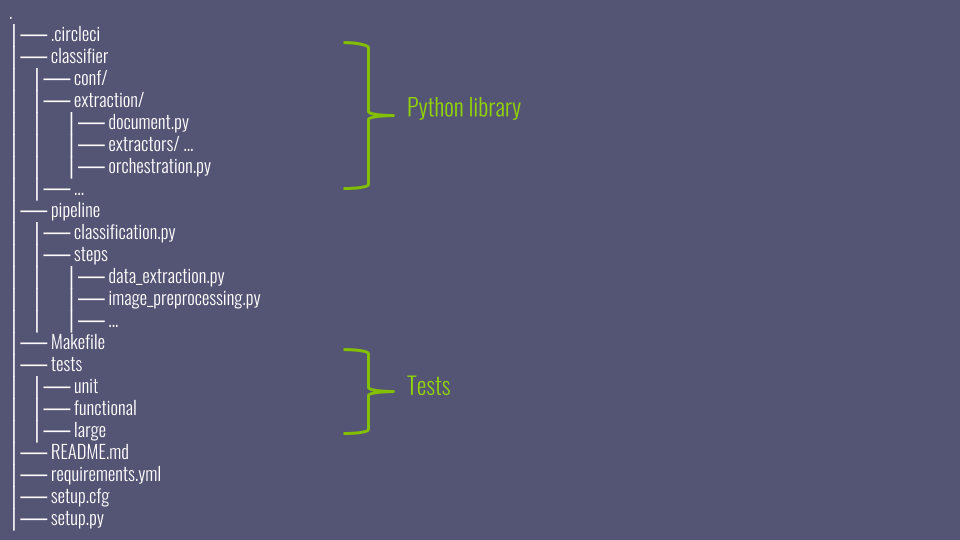 .
.circleci
classifier
conf/
extraction/
document.py
Python library
extractors/ ...
orchestration.py
...
pipeline
classification.py
steps
data_extraction.py
image_preprocessing.py
...
Makefile
tests
unit
Tests
functional
large
README.md
requirements.yml
setup.cfg
setup.py